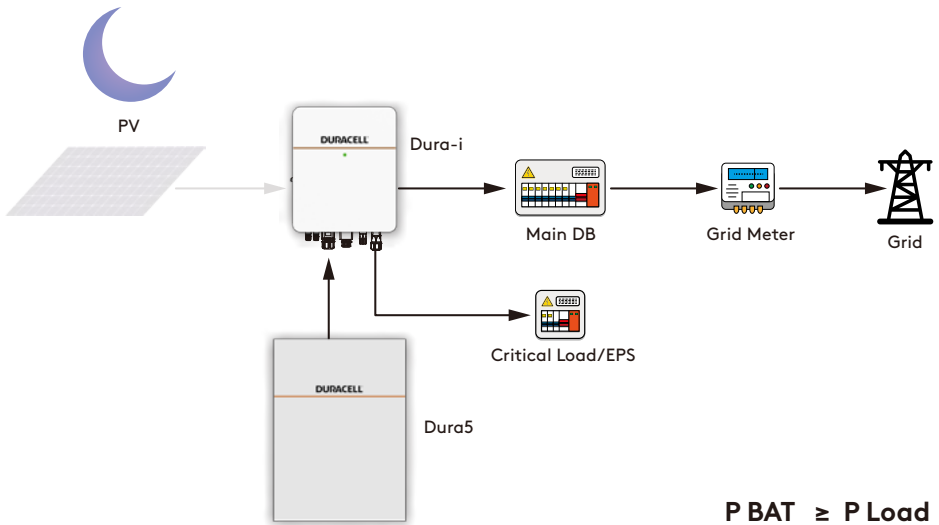 PV
DURACELL
Dura-i
Main DB
Grid Meter
Grid
Critical Load/EPS
DURACELL
Dura5
P BAT ≥ P Load